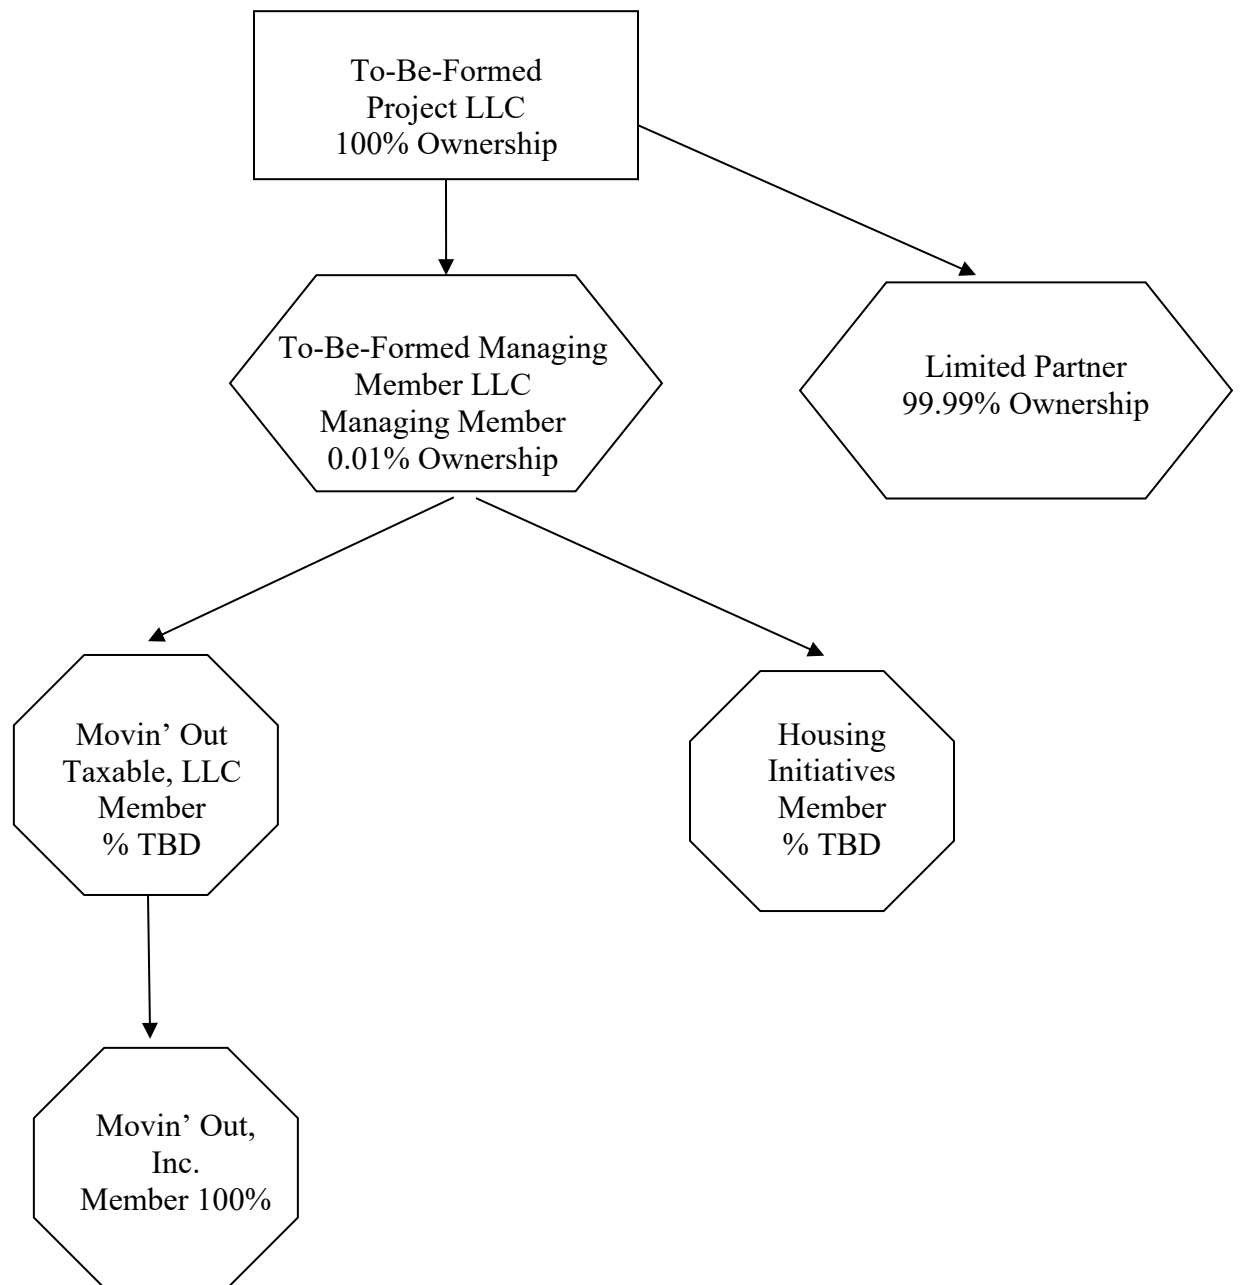 To-Be-Formed
Project LLC
100% Ownership
To-Be-Formed Managing
Member LLC
Managing Member
0.01% Ownership
Limited Partner
99.99% Ownership
Movin’ Out
Taxable, LLC
Member
% TBD
Housing
Initiatives
Member
% TBD
Movin’ Out,
Inc.
Member 100%